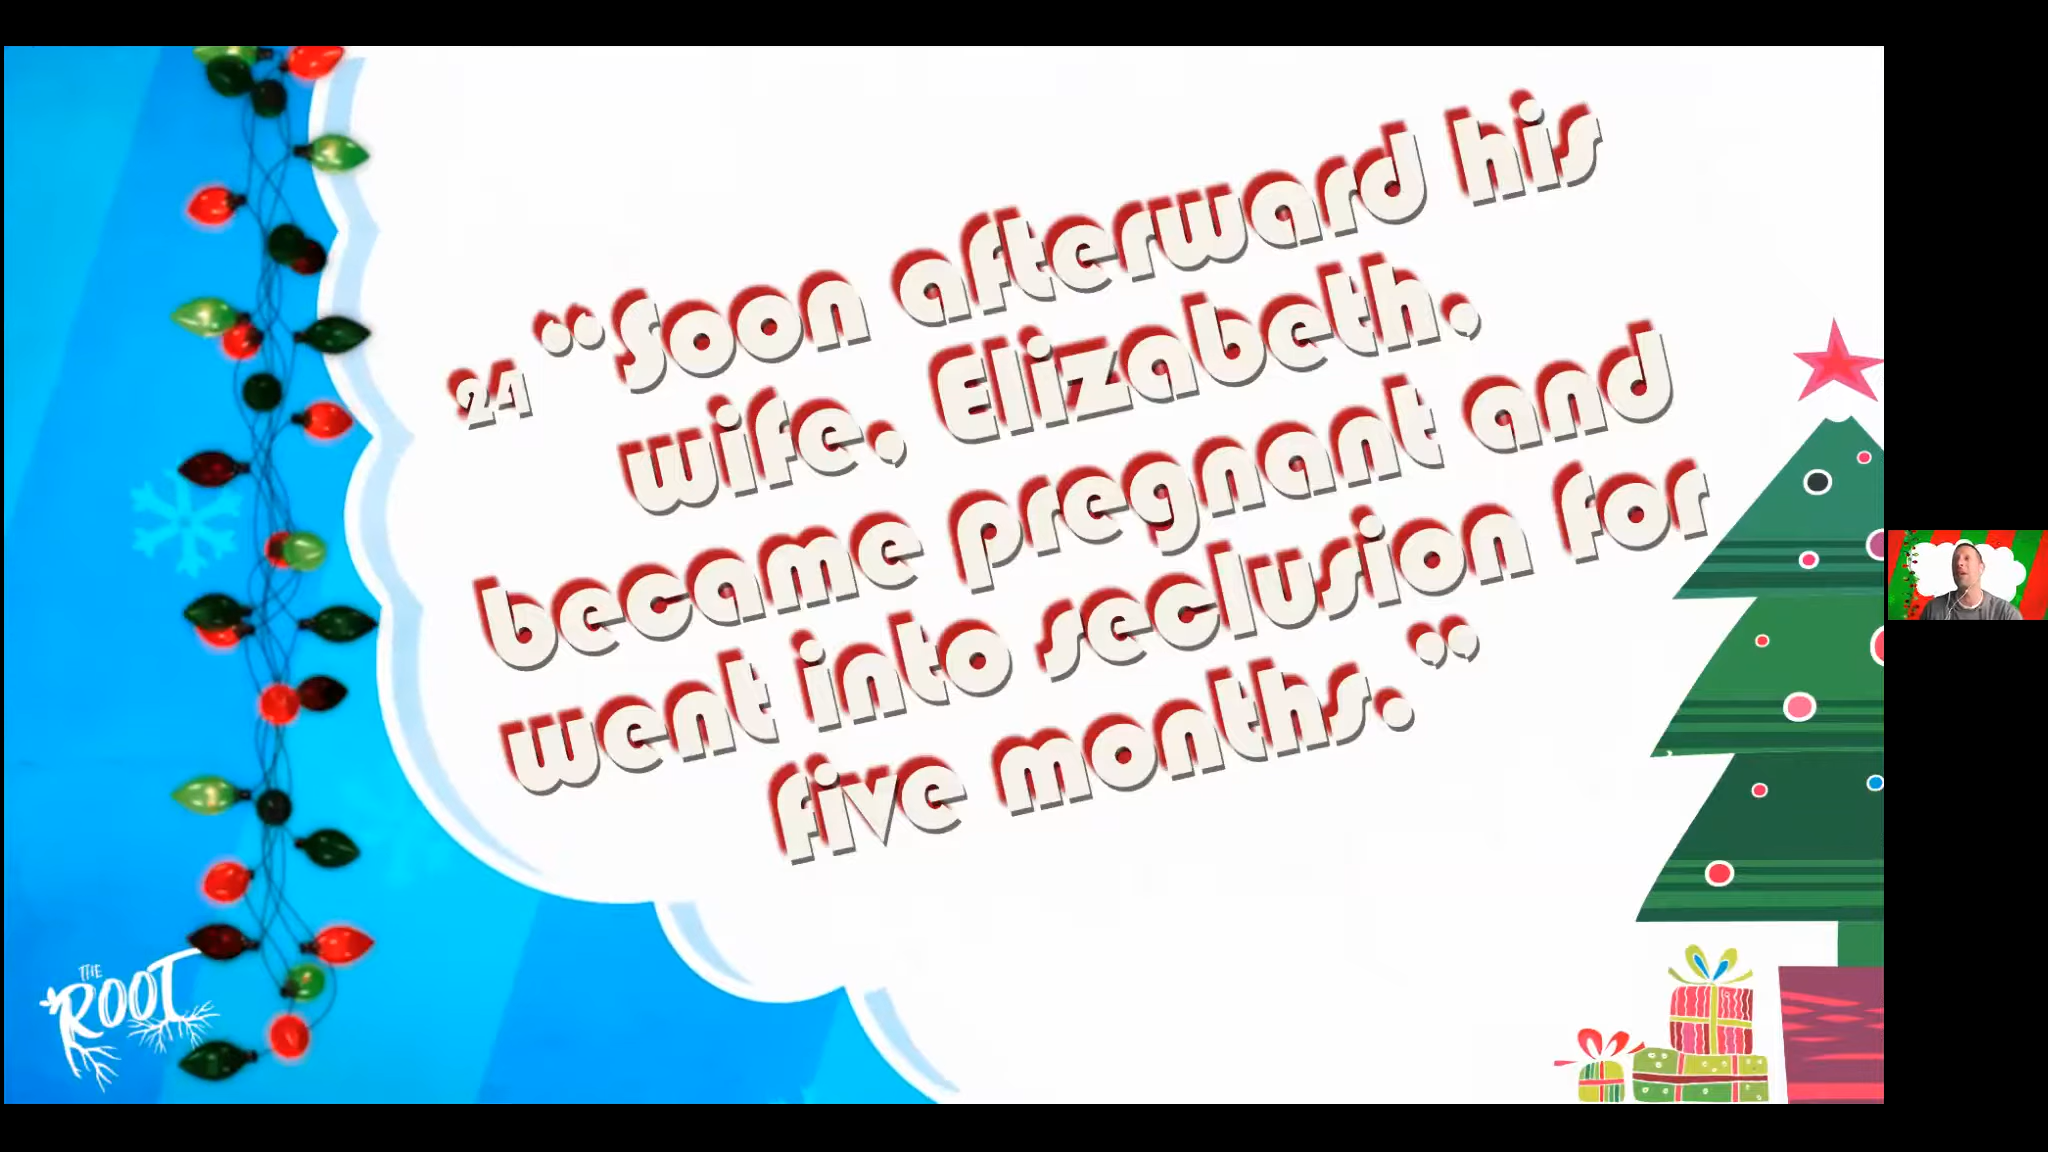 24 “Soon afterward his
wife, Elizabeth,
became pregnant and
went into seclusion for
five months.”
THE
ROOT